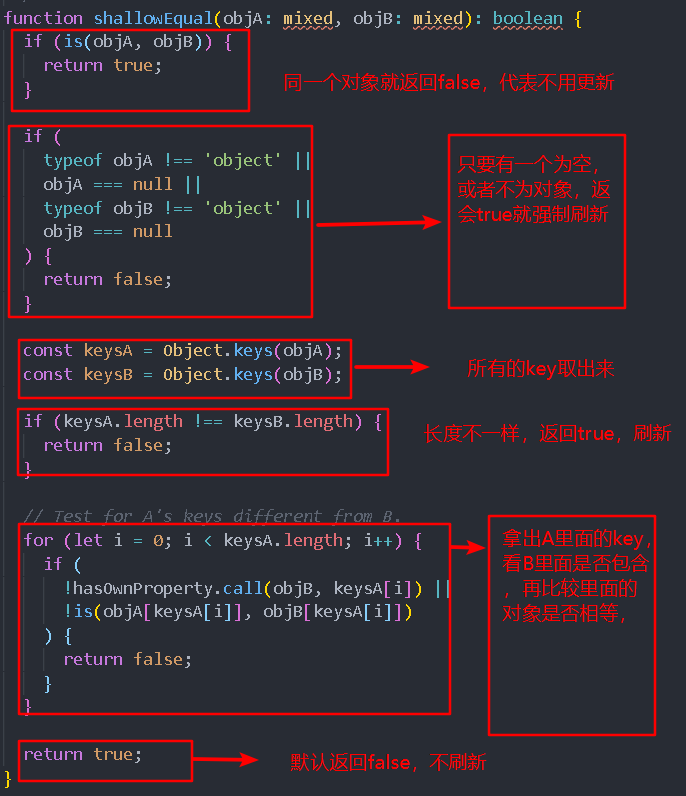 function shallowEqual(objA: mixed, objB: mixed): boolean {
if (is(objA, objB)) {
return true;
}
同一个对象就返回false，代表不用更新
if (
typeof objA !== 'object' ||
objA === null ||
typeof objB !== 'object' ||
objB === null
) {
return false;
}
只要有一个为空，
或者不为对象，返
会true就强制刷新
const keysA = Object.keys(objA);
const keysB = Object.keys(objB);
所有的key取出来
if (keysA.length !== keysB.length) {
return false;
}
长度不一样，返回true，刷新
// Test for A's keys different from B.
for (let i = 0; i < keysA.length; i++) {
if (
!hasOwnProperty.call(objB, keysA[i]) ||
!is(objA[keysA[i]], objB[keysA[i]])
) {
return false;
}
}
拿出A里面的key，
看B里面是否包含
，再比较里面的
对象是否相等，
return true;
}
默认返回false，不刷新